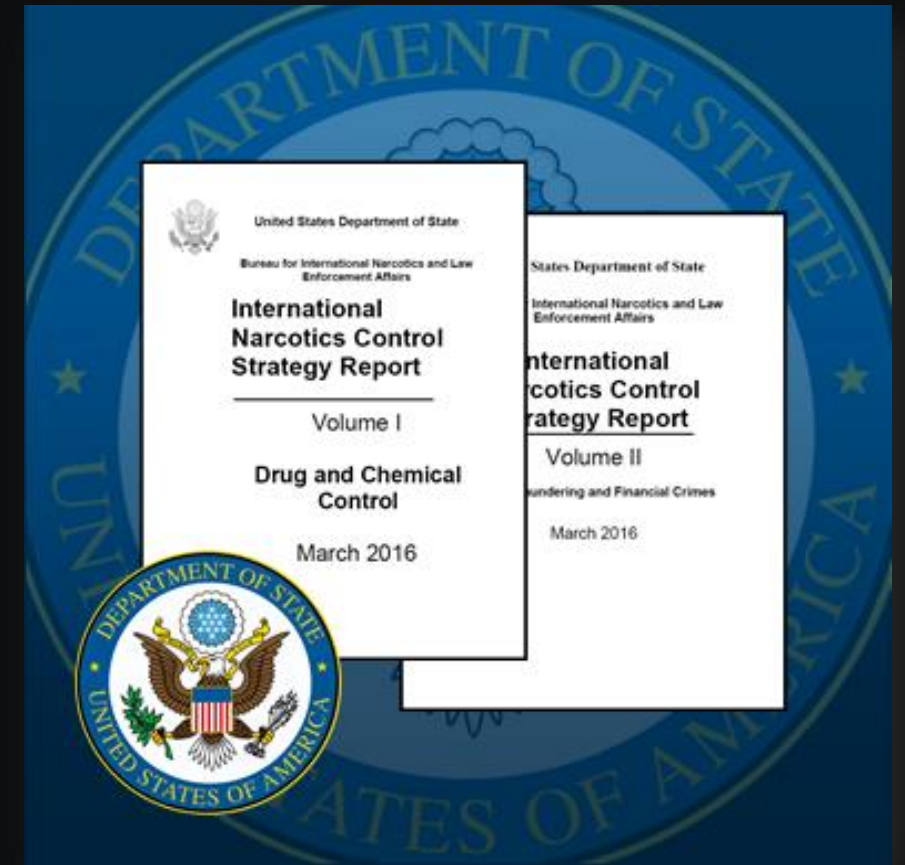 DEPARTMENT OF STATE
UNITED STATES OF AMERICA
United States Department of State
Bureau for International Narcotics and Law
Enforcement Affairs
International
Narcotics Control
Strategy Report
Volume I
Drug and Chemical
Control
March 2016
States Department of State
International Narcotics and Law
Enforcement Affairs
nternational
rcotics Control
rategy Report
Volume II
undering and Financial Crimes
March 2016
DEPARTMENT OF STATE
UNITED STATES OF AMERICA